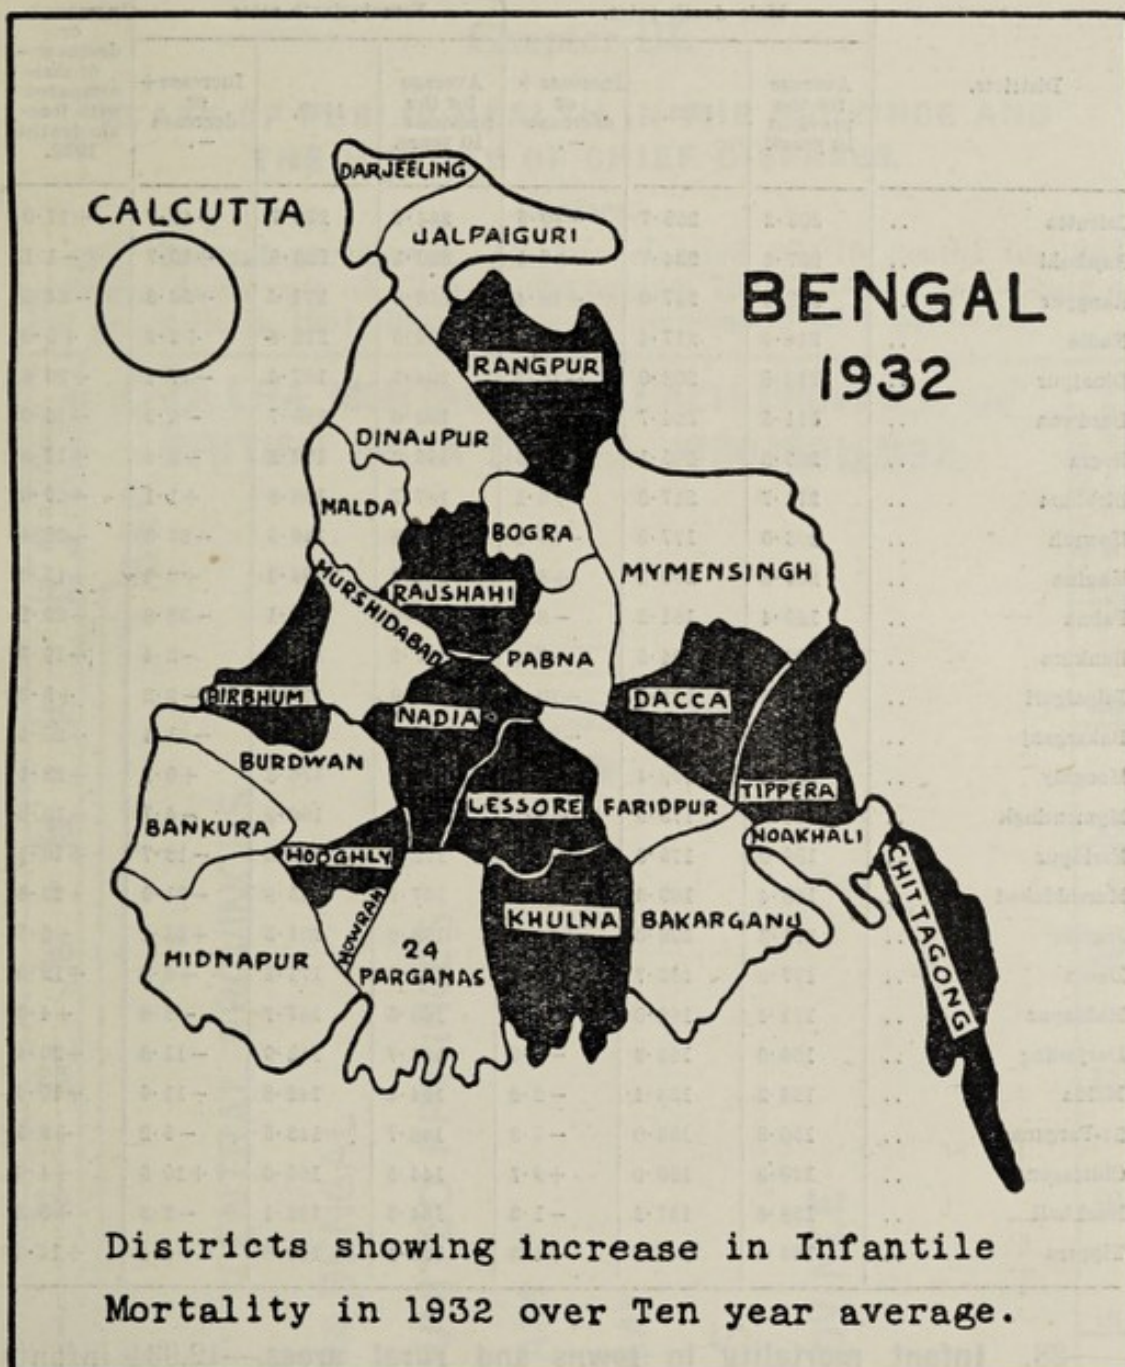 CALCUTTA
BENGAL
1932
DARJEELING
JALPAIGURI
RANGPUR
DINAJPUR
MALDA
BOGRA
MYMENSINGH
RAJSHAHI
MURSHIDABAD
PABNA
BIRBHUM
NADIA
DACCA
BURDWAN
LESSORE
FARIDPUR
TIPPERA
BANKURA
HOOGHLY
NOAKHALI
CHITTAGONG
HOWRAH
KHULNA
BAKARGANJ
MIDNAPUR
24
PARGANAS
Districts showing increase in Infantile
Mortality in 1932 over Ten year average.